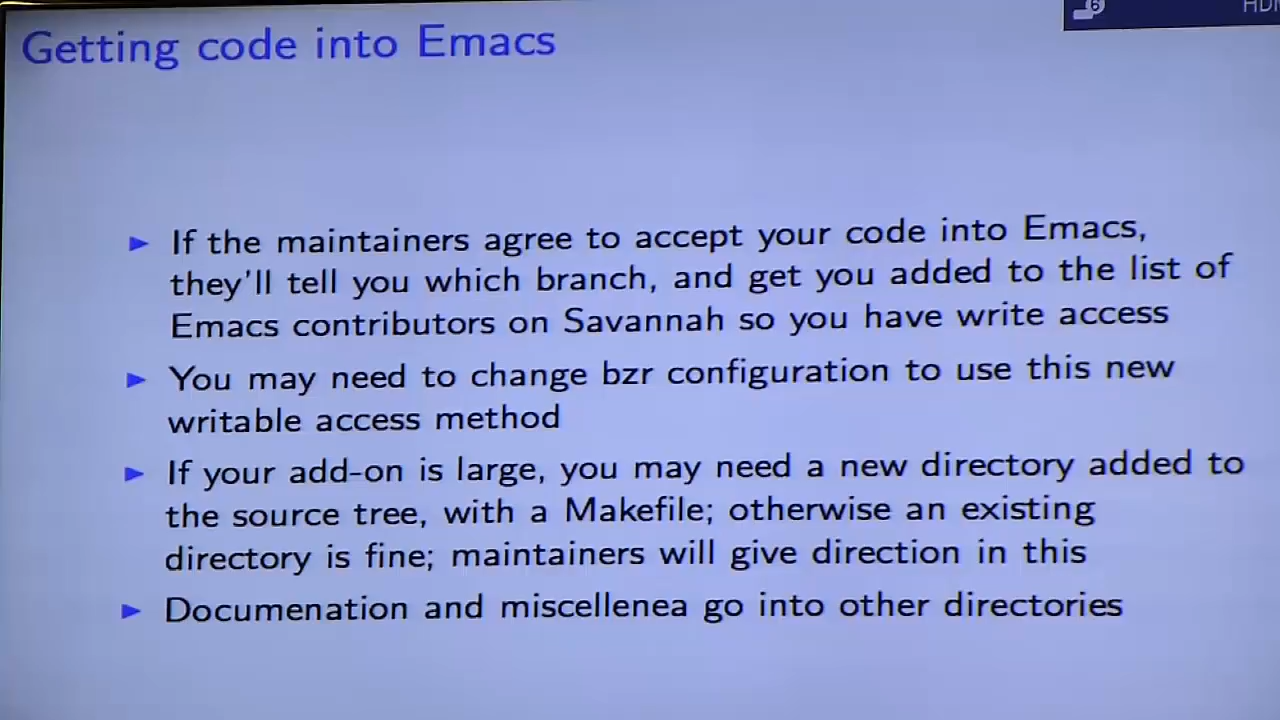 Getting code into Emacs
6
► If the maintainers agree to accept your code into Emacs,
they'll tell you which branch, and get you added to the list of
Emacs contributors on Savannah so you have write access
► You may need to change bzr configuration to use this new
writable access method
► If your add-on is large, you may need a new directory added to
the source tree, with a Makefile; otherwise an existing
directory is fine; maintainers will give direction in this
► Documenation and miscellenea go into other directories